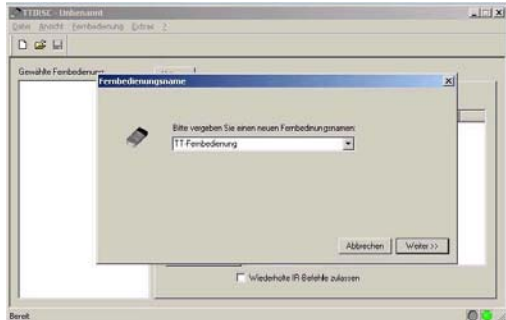 TTIRSC - Unbenannt
Datei Ansicht Fernbedienung Extras ?
Gewählte Fernbedienung
Fernbedienungsname
Bitte vergeben Sie einen neuen Fernbedinungsnamen:
TT-Fernbedienung
Abbrechen
Weiter >>
Wiederholte IR-Befehle zulassen
Bereit